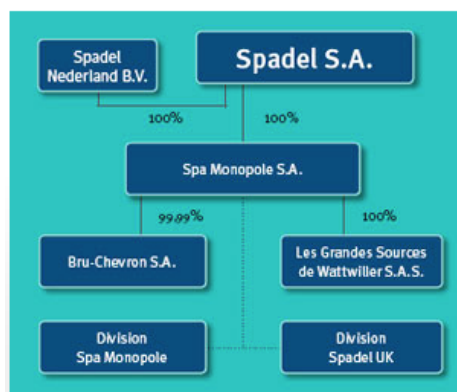 Spadel
Nederland B.V.
Spadel S.A.
100%
100%
Spa Monopole S.A.
99.99%
100%
Bru-Chevron S.A.
Les Grandes Sources
de Wattwiller S.A.S.
Division
Spa Monopole
Division
Spadel UK